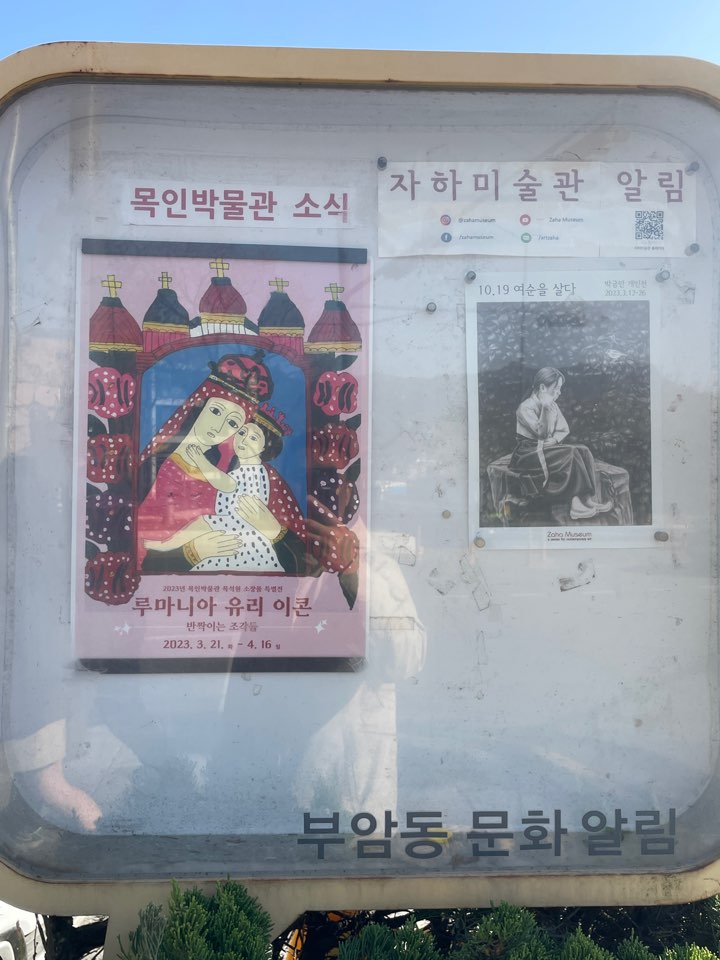 목인박물관 소식
2023년 목인박물관 목석원 소장품 특별전
루마니아 유리 이콘
반짝이는 조각들
2023. 3. 21. 화 - 4. 16 일
자하미술관 알림
@zahamuseum
Zaha Museum
/zahamuseum
/artzaha
10.19 여순을 살다
개인전
Zaha Museum
부암동 문화 알림